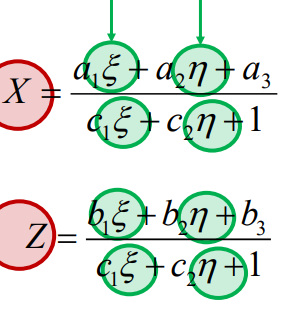 X = (a₁ξ + a₂η + a₃) / (c₁ξ + c₂η + 1)
Z = (b₁ξ + b₂η + b₃) / (c₁ξ + c₂η + 1)